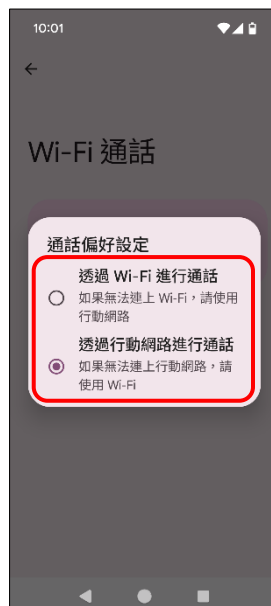 10:01
Wi-Fi 通話
通話偏好設定
透過 Wi-Fi 進行通話
如果無法連上 Wi-Fi，請使用
行動網路
透過行動網路進行通話
如果無法連上行動網路，請
使用 Wi-Fi